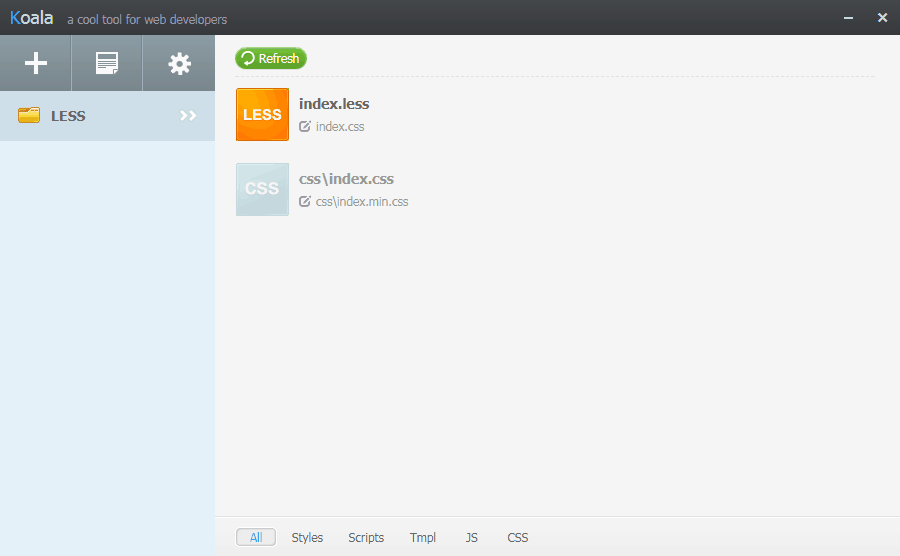 Koala a cool tool for web developers
Refresh
LESS
LESS
index.less
index.css
CSS
css\index.css
css\index.min.css
All Styles Scripts Tmpl JS CSS